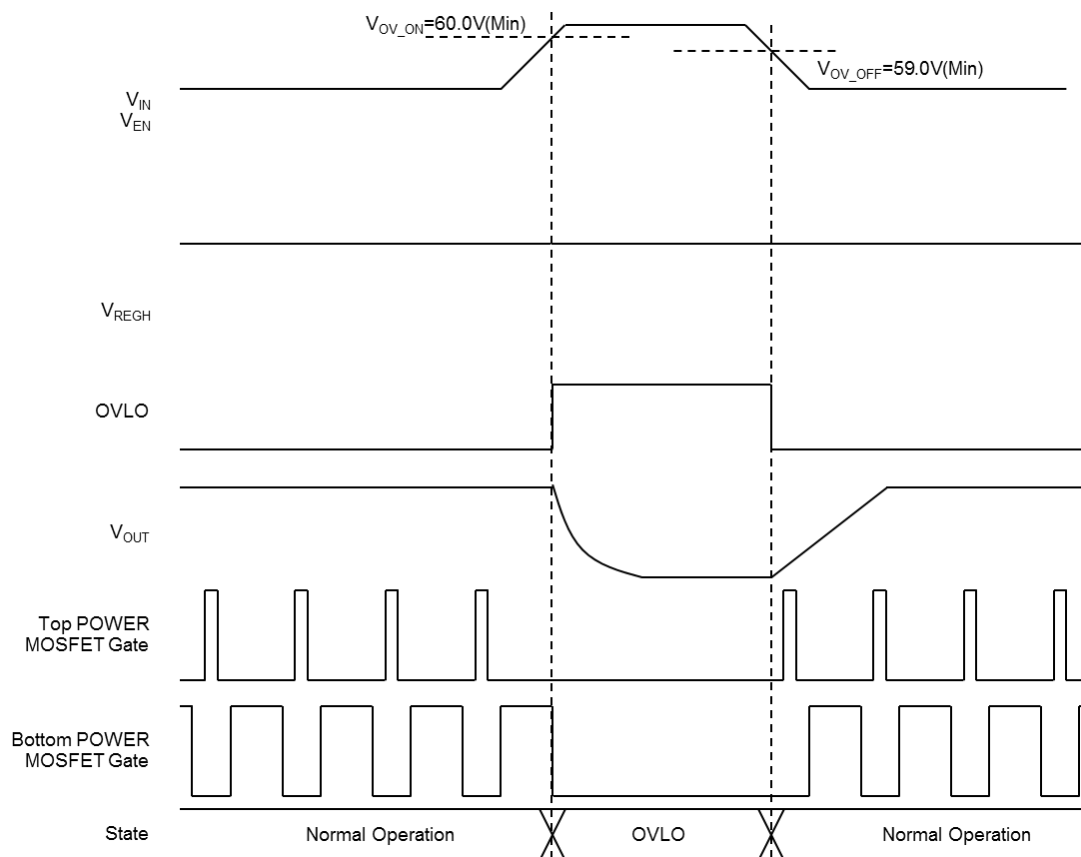 V_OV_ON=60.0V(Min)
V_OV_OFF=59.0V(Min)
V_IN
V_EN
V_REGH
OVLO
V_OUT
Top POWER
MOSFET Gate
Bottom POWER
MOSFET Gate
State
Normal Operation
OVLO
Normal Operation